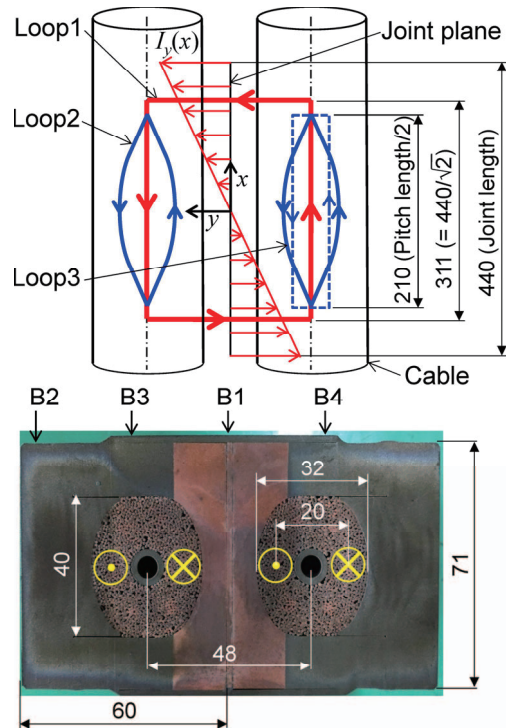 Loop1
I_y(x)
Joint plane
Loop2
x
y
Loop3
210 (Pitch length/2)
311 (= 440/√2)
440 (Joint length)
Cable
B2
B3
B1
B4
32
20
40
71
48
60